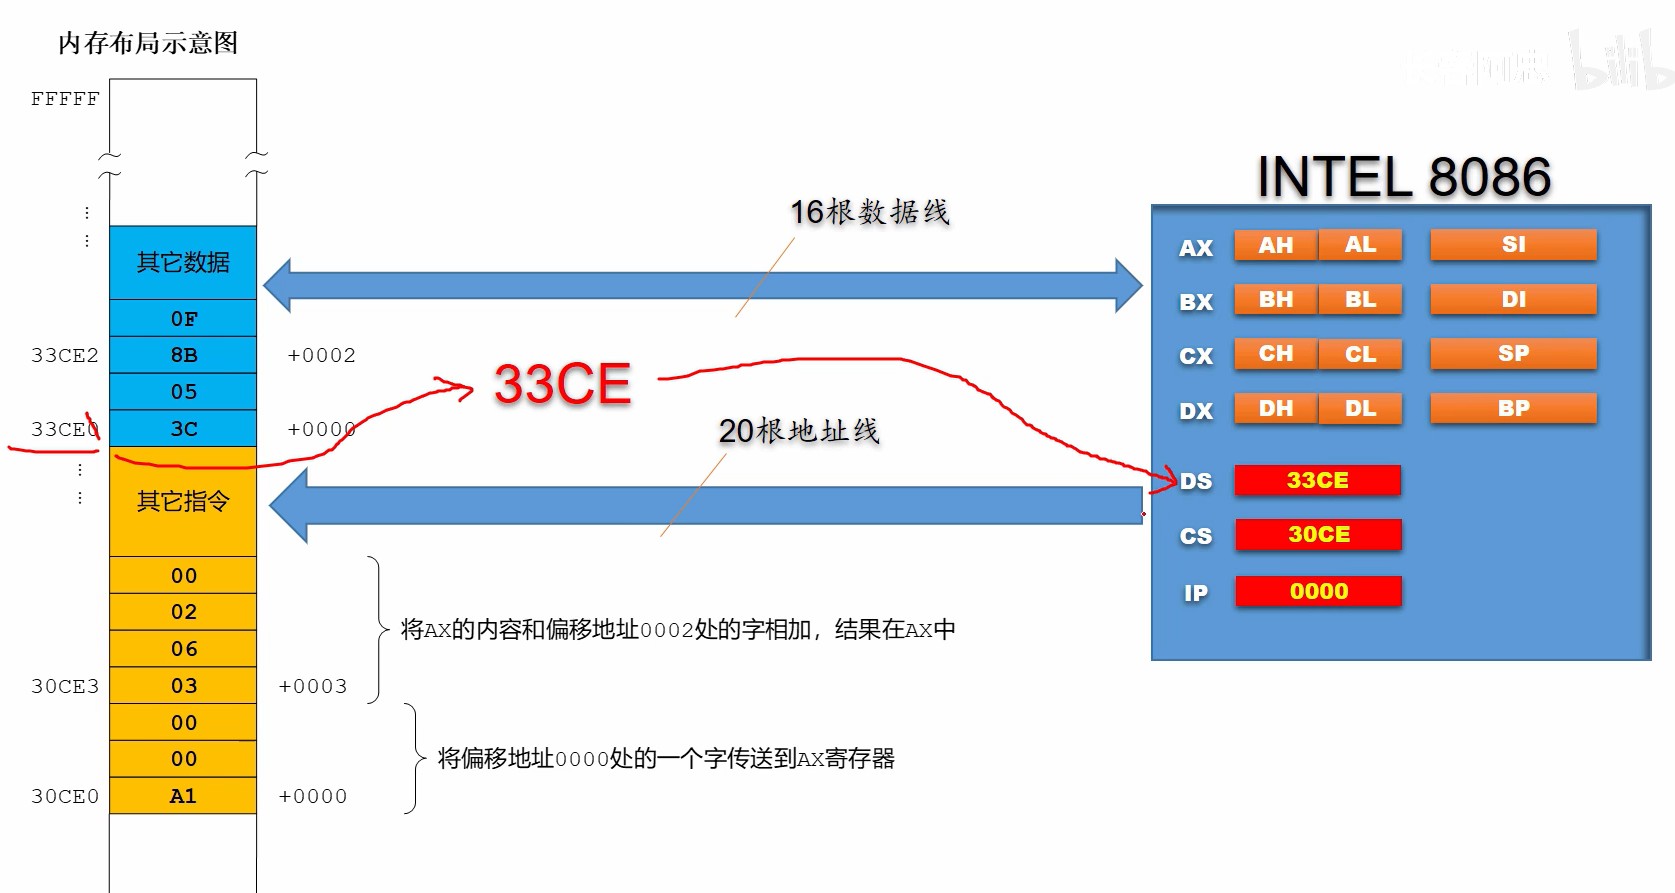 内存布局示意图
FFFFF
其它数据
0F
33CE2 8B +0002
05
33CE0 3C +0000
其它指令
00
02
06
30CE3 03 +0003
00
00
30CE0 A1 +0000
16根数据线
33CE
20根地址线
将AX的内容和偏移地址0002处的字相加，结果在AX中
将偏移地址0000处的一个字传送到AX寄存器
bilib
INTEL 8086
AX AH AL SI
BX BH BL DI
CX CH CL SP
DX DH DL BP
DS 33CE
CS 30CE
IP 0000